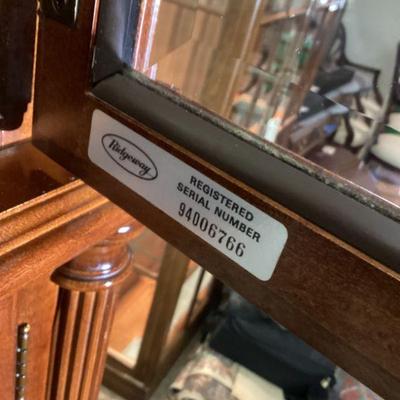 Ridgeway
REGISTERED
SERIAL NUMBER
94006766